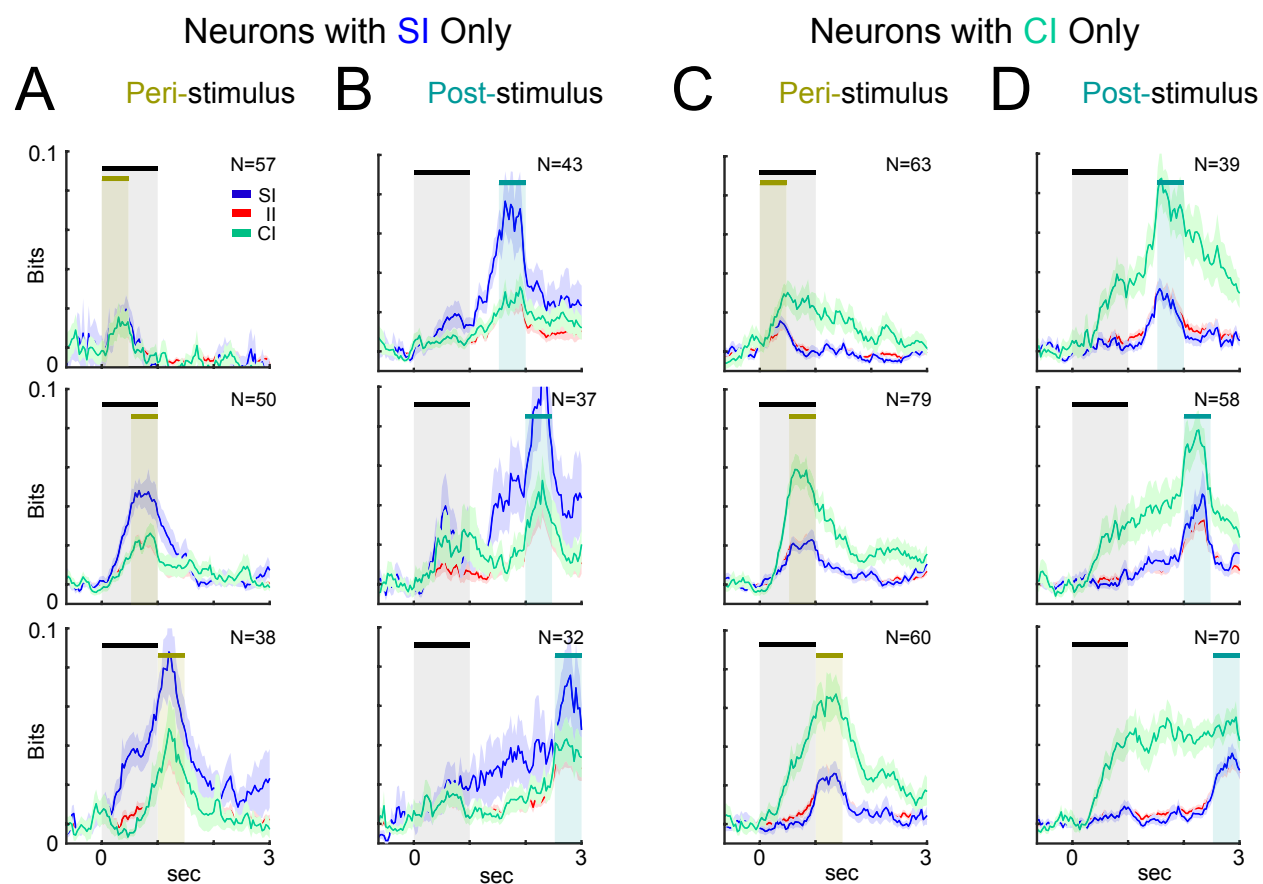 Neurons with SI Only
Neurons with CI Only
A
Peri-stimulus
B
Post-stimulus
C
Peri-stimulus
D
Post-stimulus
0.1
N=57
N=43
N=63
N=39
SI
II
CI
Bits
0
0.1
N=50
N=37
N=79
N=58
Bits
0
0.1
N=38
N=32
N=60
N=70
Bits
0
0
3
0
3
0
3
0
3
sec
sec
sec
sec